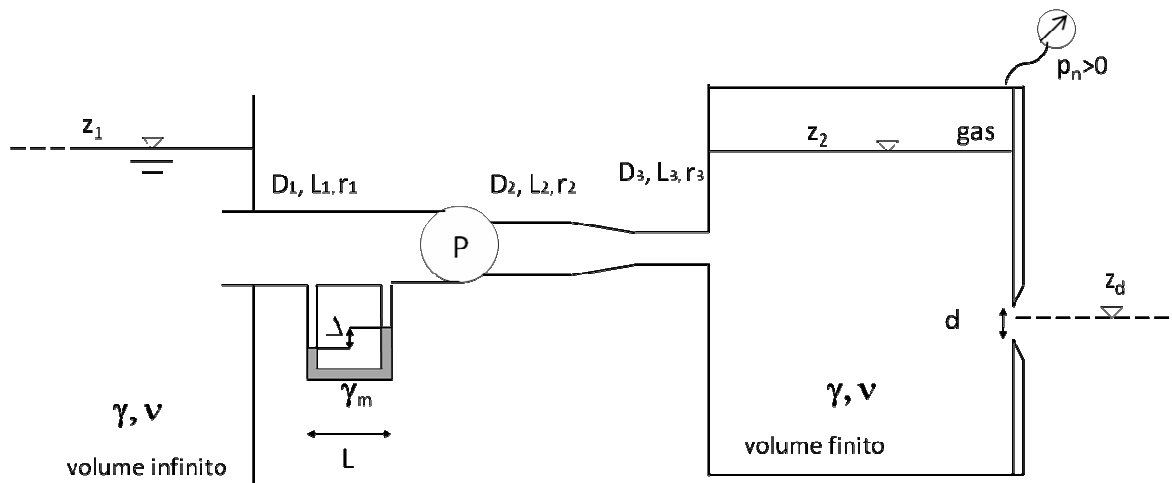 z1
D1, L1, r1
P
D2, L2, r2
D3, L3, r3
z2
gas
pn>0
zd
d
Δ
γm
L
γ, ν
volume infinito
γ, ν
volume finito